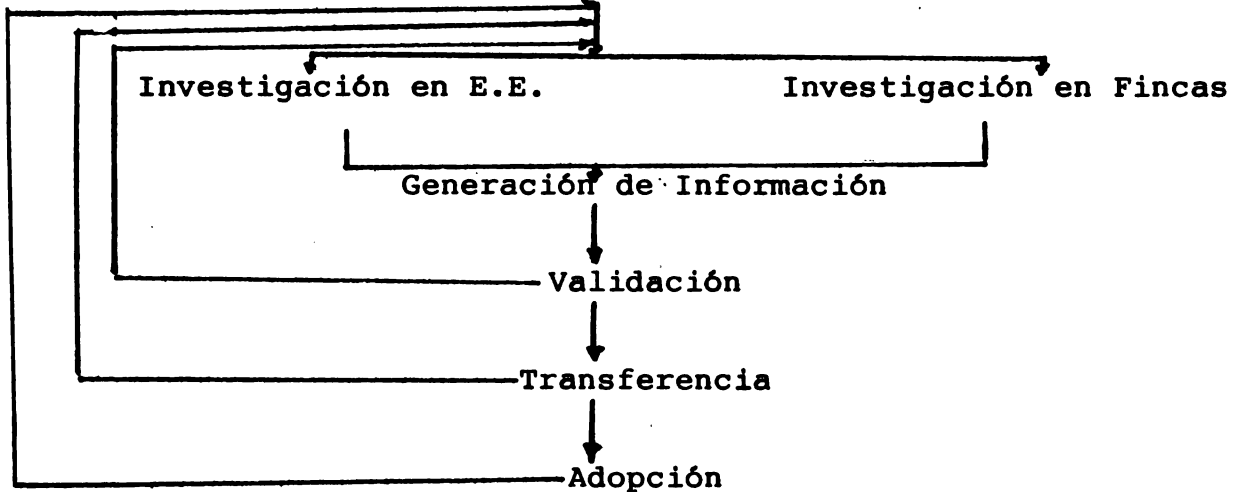 Investigación en E.E. Investigación en Fincas
Generación de Información
Validación
Transferencia
Adopción